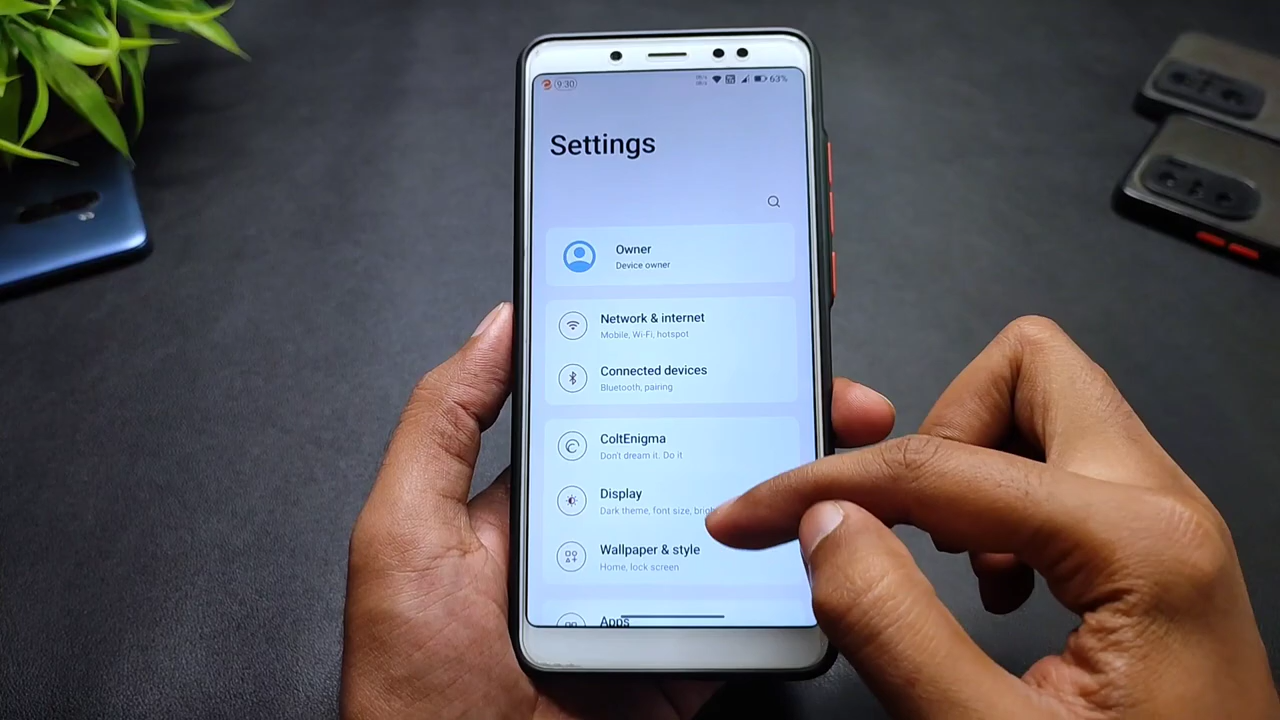 9:30
63%
Settings
Owner
Device owner
Network & internet
Mobile, Wi-Fi, hotspot
Connected devices
Bluetooth, pairing
ColtEnigma
Don't dream it. Do it
Display
Dark theme, font size, brigh
Wallpaper & style
Home, lock screen
Apps